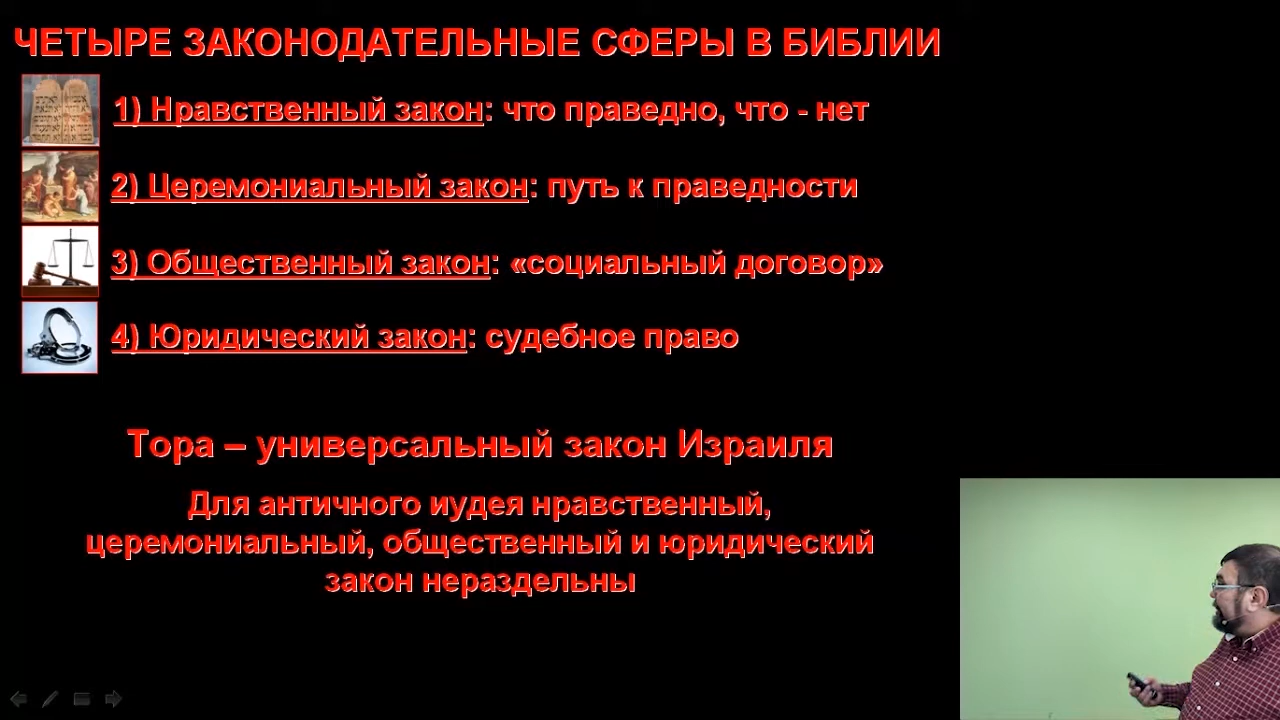 ЧЕТЫРЕ ЗАКОНОДАТЕЛЬНЫЕ СФЕРЫ В БИБЛИИ
1) Нравственный закон: что праведно, что - нет
2) Церемониальный закон: путь к праведности
3) Общественный закон: «социальный договор»
4) Юридический закон: судебное право
Тора – универсальный закон Израиля
Для античного иудея нравственный,
церемониальный, общественный и юридический
закон нераздельны